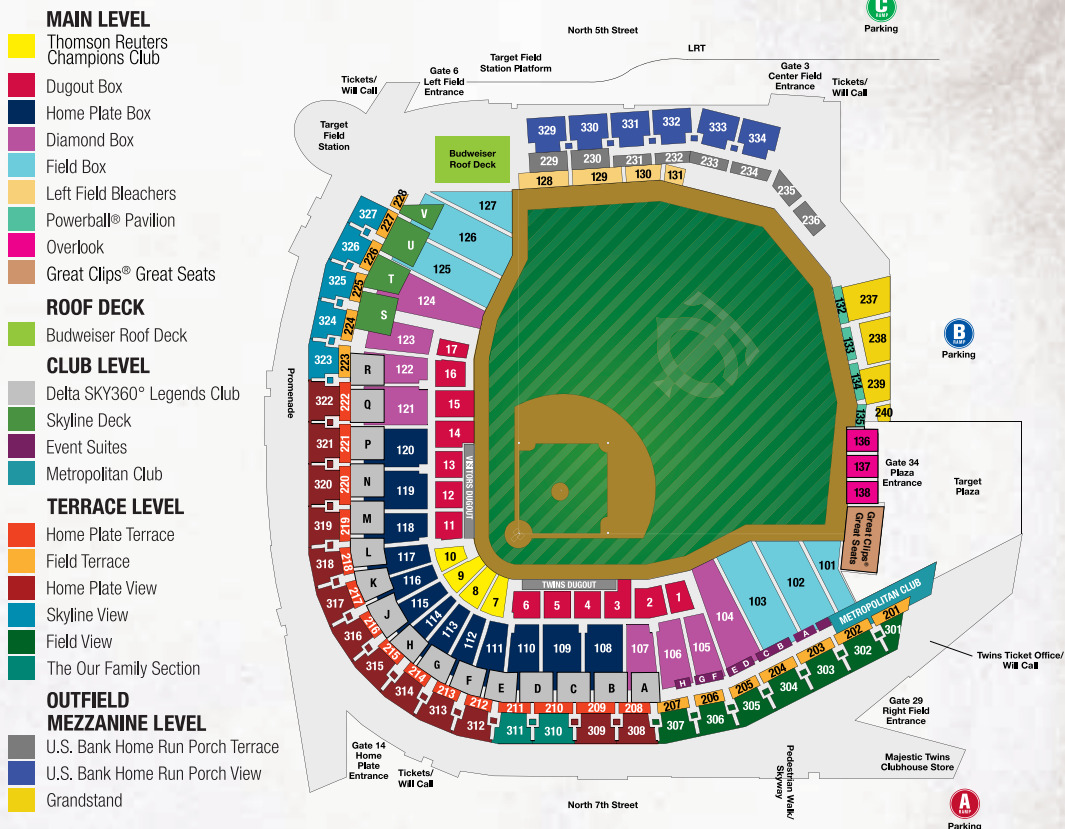 MAIN LEVEL
Thomson Reuters
Champions Club
Dugout Box
Home Plate Box
Diamond Box
Field Box
Left Field Bleachers
Powerball® Pavilion
Overlook
Great Clips® Great Seats
ROOF DECK
Budweiser Roof Deck
CLUB LEVEL
Delta SKY360° Legends Club
Skyline Deck
Event Suites
Metropolitan Club
TERRACE LEVEL
Home Plate Terrace
Field Terrace
Home Plate View
Skyline View
Field View
The Our Family Section
OUTFIELD
MEZZANINE LEVEL
U.S. Bank Home Run Porch Terrace
U.S. Bank Home Run Porch View
Grandstand
C
RAMP
Parking
North 5th Street
LRT
Target Field
Station Platform
Gate 6
Left Field
Entrance
Tickets/
Will Call
Gate 3
Center Field
Entrance
Tickets/
Will Call
Target
Field
Station
Budweiser
Roof Deck
329 330 331 332 333 334
229 230 231 232 233 234 235 236
128 129 130 131
327 326 325 324 323
228 227 226 225 224 223
V U T S
127 126 125 124 123 122 121
17 16 15 14 13 12 11
R Q P N M L K J H G F E D C B A
322 321 320 319 318 317 316 315 314 313 312 311 310 309 308 307 306 305 304 303 302 301
222 221 220 219 218 217 216 215 214 213 212 211 210 209 208 207 206 205 204 203 202 201
120 119 118 117 116 115 114 113 112 111 110 109 108 107 106 105 104 103 102 101
10 9 8 7
6 5 4 3 2 1
VISITORS DUGOUT
TWINS DUGOUT
H G F E D C B A
METROPOLITAN CLUB
132 133 134 135
237 238 239 240
136 137 138
Great Clips®
Great Seats
Gate 34
Plaza
Entrance
Target
Plaza
B
RAMP
Parking
Promenade
Twins Ticket Office/
Will Call
Gate 29
Right Field
Entrance
Majestic Twins
Clubhouse Store
Pedestrian Walk/
Skyway
Gate 14
Home
Plate
Entrance
Tickets/
Will Call
North 7th Street
A
RAMP
Parking